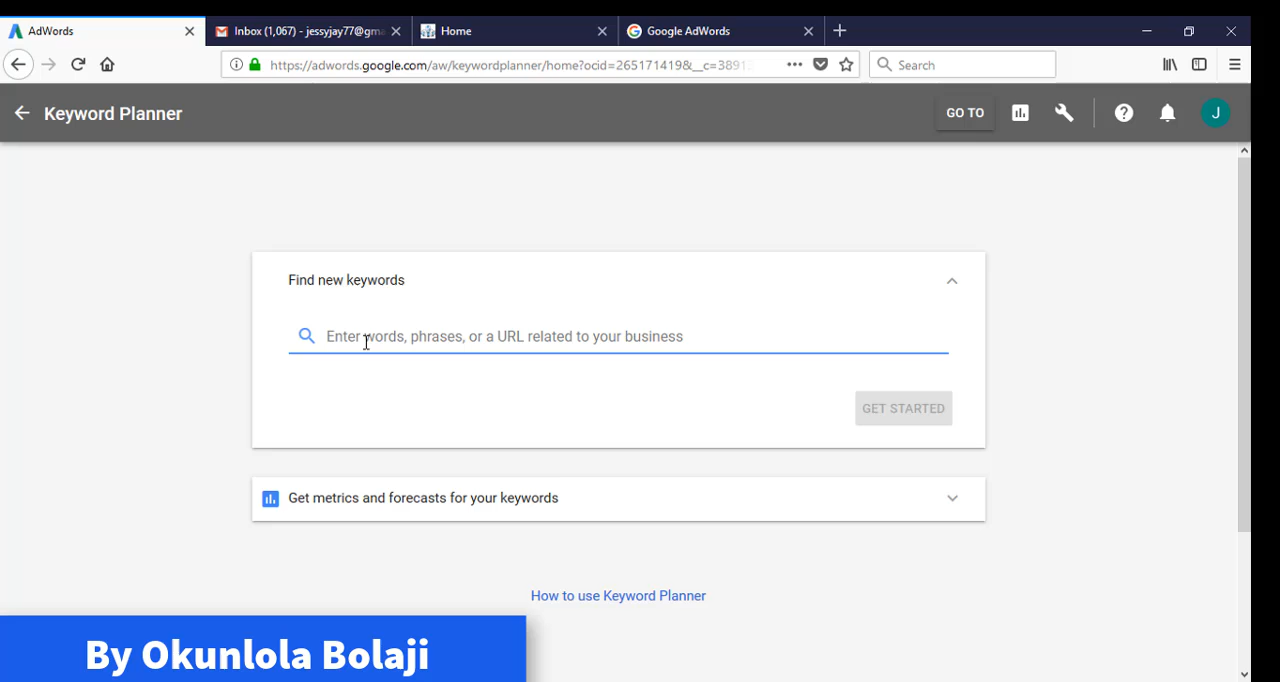 AdWords
Inbox (1,067) - jessyjay77@gma
Home
Google AdWords
https://adwords.google.com/aw/keywordplanner/home?ocid=265171419&__c=3891
Search
Keyword Planner
GO TO
J
Find new keywords
Enter words, phrases, or a URL related to your business
GET STARTED
Get metrics and forecasts for your keywords
How to use Keyword Planner
By Okunlola Bolaji